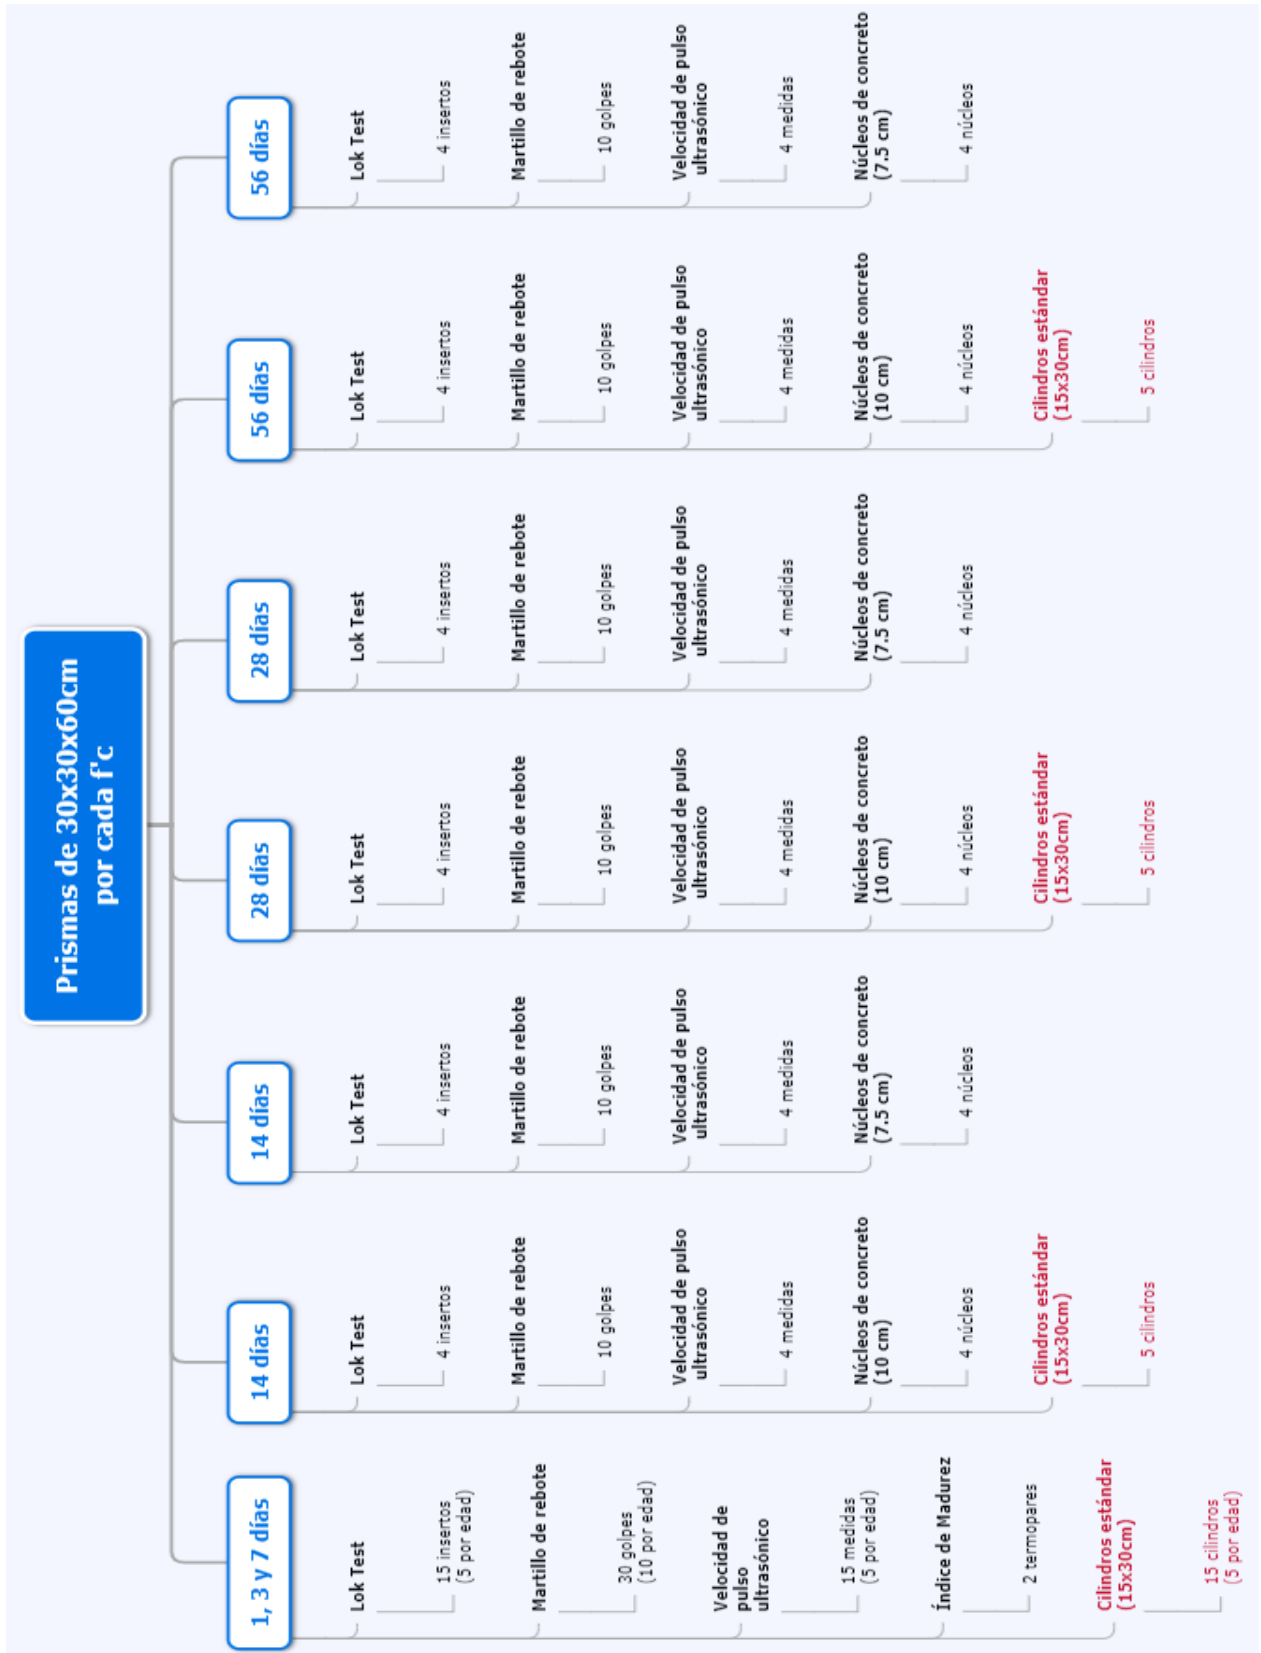 Prismas de 30x30x60cm
por cada f'c
1, 3 y 7 días
Lok Test
15 insertos
(5 por edad)
Martillo de rebote
30 golpes
(10 por edad)
Velocidad de
pulso
ultrasónico
15 medidas
(5 por edad)
Índice de Madurez
2 termopares
Cilindros estándar
(15x30cm)
15 cilindros
(5 por edad)
14 días
Lok Test
4 insertos
Martillo de rebote
10 golpes
Velocidad de pulso
ultrasónico
4 medidas
Núcleos de concreto
(10 cm)
4 núcleos
Cilindros estándar
(15x30cm)
5 cilindros
14 días
Lok Test
4 insertos
Martillo de rebote
10 golpes
Velocidad de pulso
ultrasónico
4 medidas
Núcleos de concreto
(7.5 cm)
4 núcleos
28 días
Lok Test
4 insertos
Martillo de rebote
10 golpes
Velocidad de pulso
ultrasónico
4 medidas
Núcleos de concreto
(10 cm)
4 núcleos
Cilindros estándar
(15x30cm)
5 cilindros
28 días
Lok Test
4 insertos
Martillo de rebote
10 golpes
Velocidad de pulso
ultrasónico
4 medidas
Núcleos de concreto
(7.5 cm)
4 núcleos
56 días
Lok Test
4 insertos
Martillo de rebote
10 golpes
Velocidad de pulso
ultrasónico
4 medidas
Núcleos de concreto
(10 cm)
4 núcleos
Cilindros estándar
(15x30cm)
5 cilindros
56 días
Lok Test
4 insertos
Martillo de rebote
10 golpes
Velocidad de pulso
ultrasónico
4 medidas
Núcleos de concreto
(7.5 cm)
4 núcleos